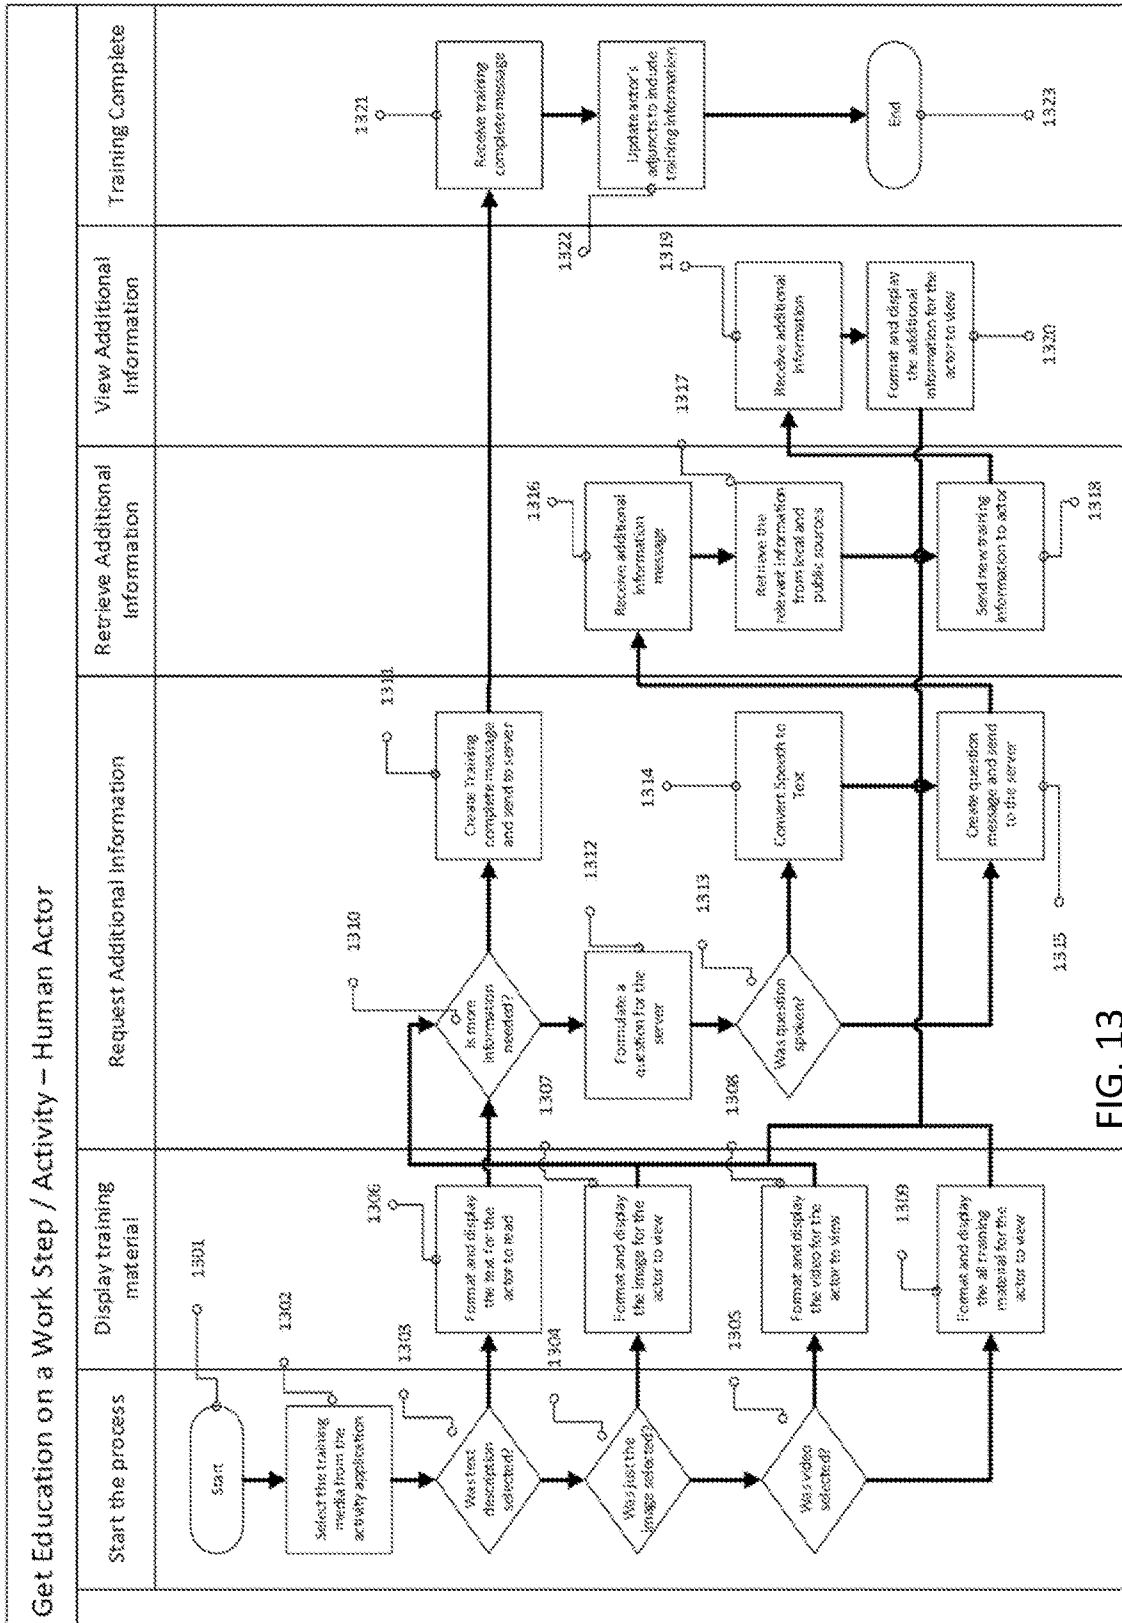 Get Education on a Work Step / Activity – Human Actor
Start the process
Display training
material
Request Additional Information
Retrieve Additional
Information
View Additional
Information
Training Complete
Start
1301
Select the training
media from the
activity application
1302
Was text
description
selected?
1303
Was just the
image selected?
1304
Was video
selected?
1305
Format and display
the text for the
actor to read
1306
Format and display
the image for the
actor to view
1307
Format and display
the video for the
actor to view
1308
Format and display
the all training
material for the
actor to view
1309
Is more
information
needed?
1310
Create Training
complete message
and send to server
1311
Formulate a
question for the
server
1312
Was question
spoken?
1313
Convert Speech to
Text
1314
Create question
message and send
to the server
1315
Receive additional
information
message
1316
Retrieve the
relevant information
from local and
public sources
1317
Send new training
information to actor
1318
Receive additional
information
1319
Format and display
the additional
information for the
actor to view
1320
Receive training
complete message
1321
Update actor's
adjuncts to include
training information
1322
End
1323
FIG. 13